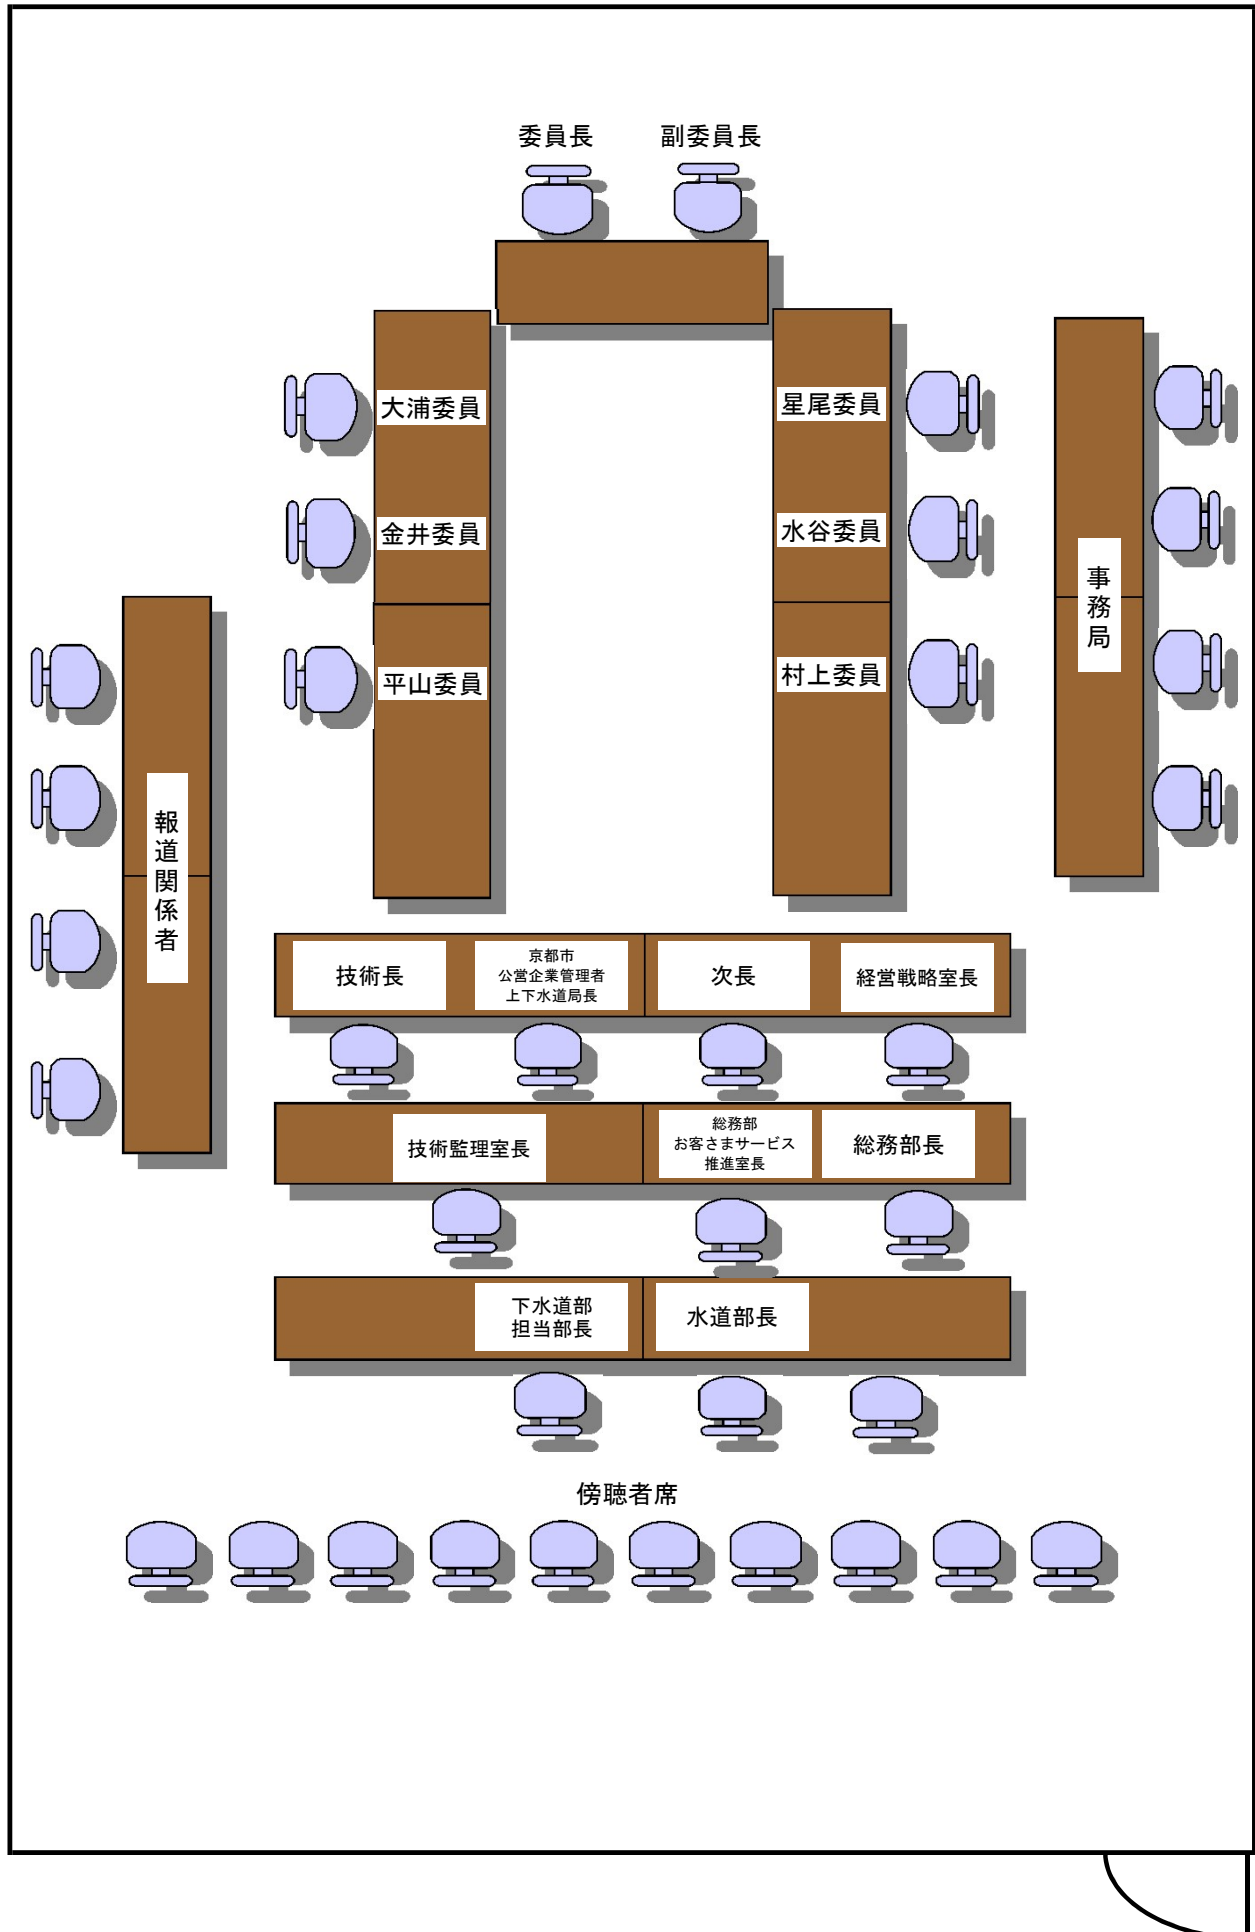 委員長
副委員長
大浦委員
星尾委員
金井委員
水谷委員
平山委員
村上委員
事務局
報道関係者
技術長
京都市
公営企業管理者
上下水道局長
次長
経営戦略室長
技術監理室長
総務部
お客さまサービス
推進室長
総務部長
下水道部
担当部長
水道部長
傍聴者席